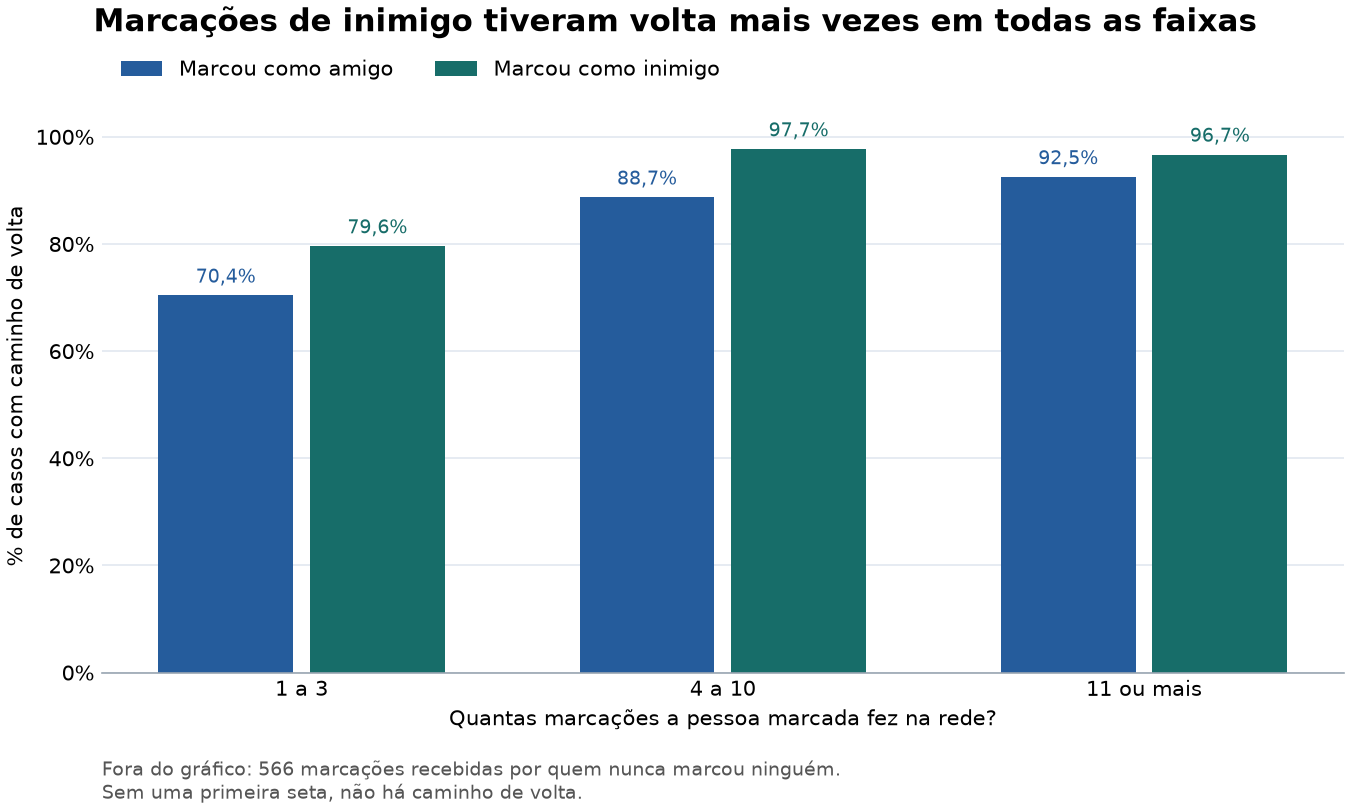 Marcações de inimigo tiveram volta mais vezes em todas as faixas
Marcou como amigo
Marcou como inimigo
% de casos com caminho de volta
100%
80%
60%
40%
20%
0%
70,4%
79,6%
88,7%
97,7%
92,5%
96,7%
1 a 3
4 a 10
11 ou mais
Quantas marcações a pessoa marcada fez na rede?
Fora do gráfico: 566 marcações recebidas por quem nunca marcou ninguém.
Sem uma primeira seta, não há caminho de volta.